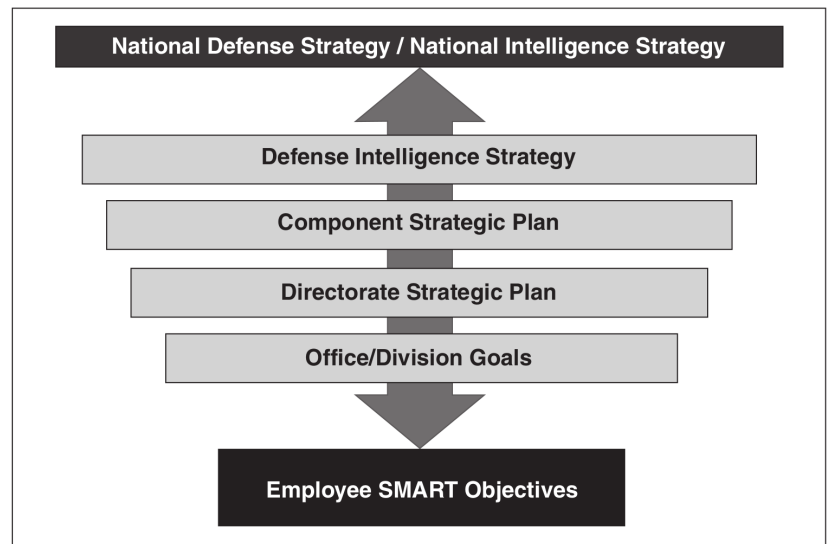 National Defense Strategy / National Intelligence Strategy
Defense Intelligence Strategy
Component Strategic Plan
Directorate Strategic Plan
Office/Division Goals
Employee SMART Objectives